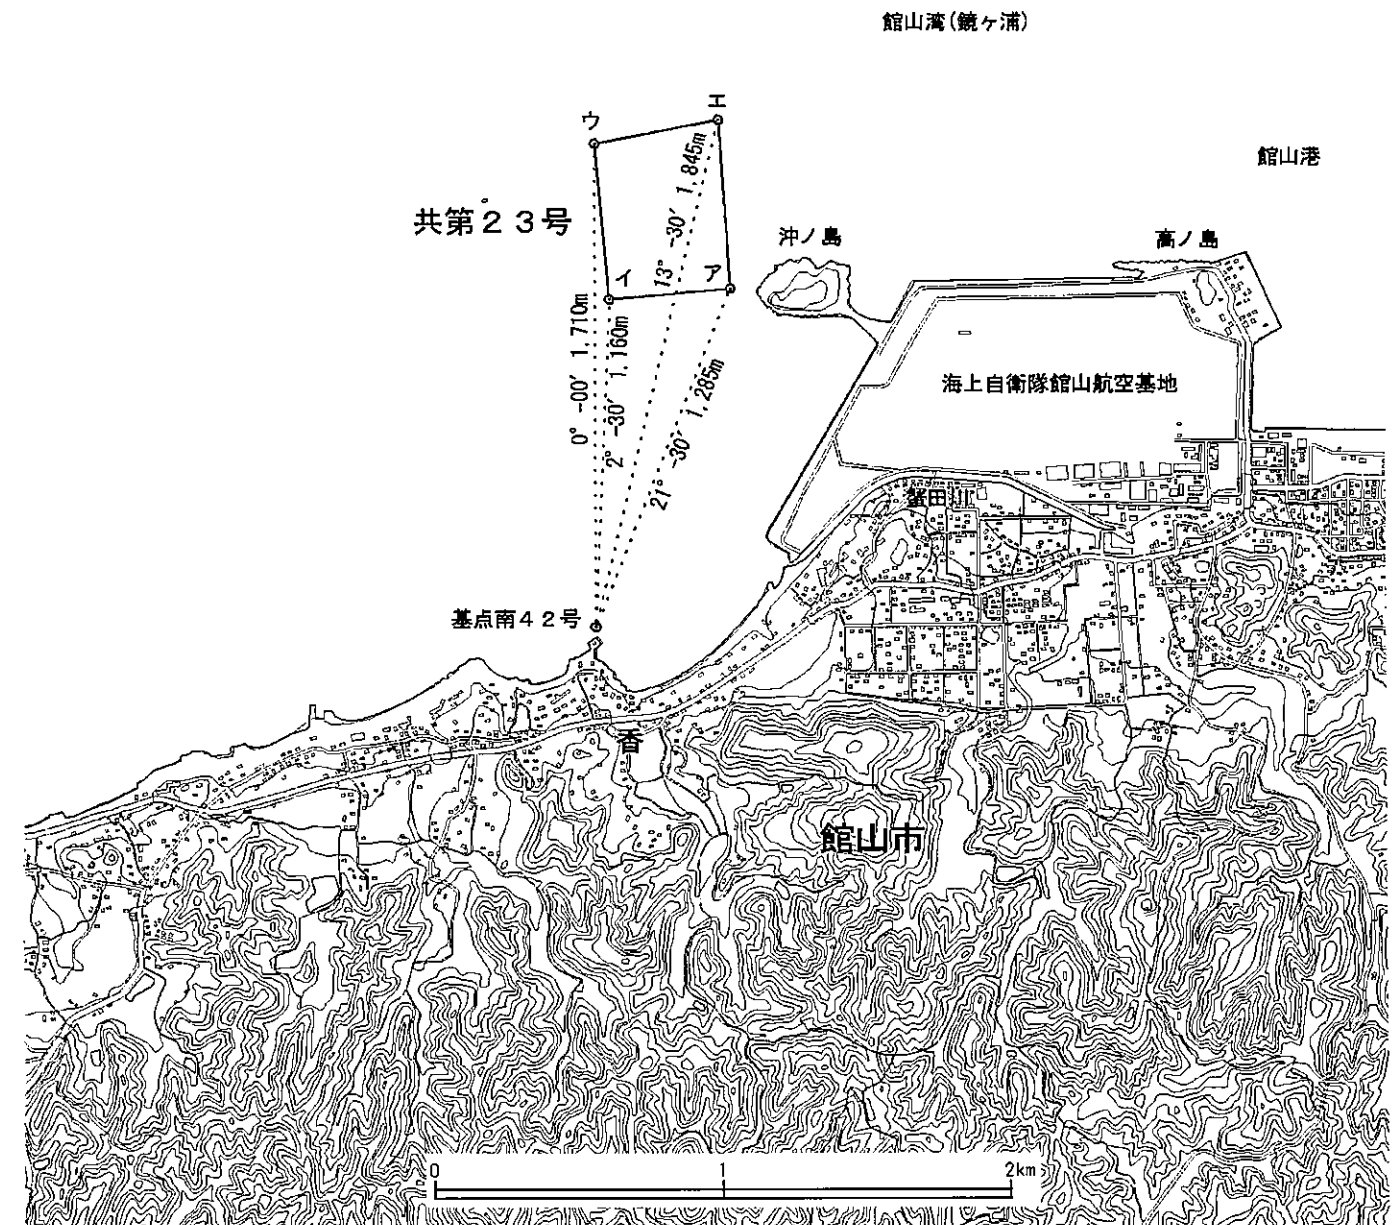 館山湾(鏡ヶ浦)
エ
ウ
館山港
共第23号
沖ノ島
高ノ島
イ
ア
0°-00′ 1,710m
2°-30′ 1,160m
13°-30′ 1,845m
21°-30′ 1,285m
海上自衛隊館山航空基地
蟹田川
基点南42号
香
館山市
0
1
2km